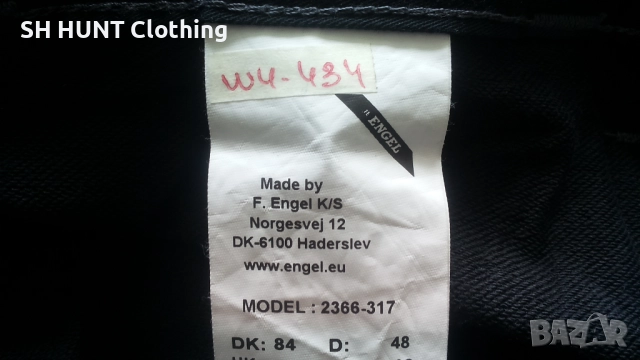 SH HUNT Clothing
W4-434
F. ENGEL
Made by
F. Engel K/S
Norgesvej 12
DK-6100 Haderslev
www.engel.eu
MODEL : 2366-317
DK: 84 D: 48
BAZAR